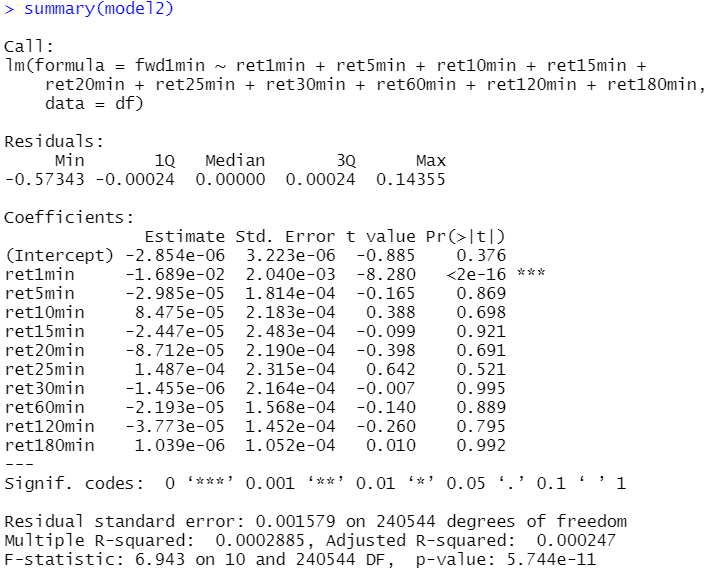 > summary(model2)
Call:
lm(formula = fwd1min ~ ret1min + ret5min + ret10min + ret15min +
    ret20min + ret25min + ret30min + ret60min + ret120min + ret180min,
    data = df)
Residuals:
     Min       1Q   Median       3Q      Max
-0.57343 -0.00024  0.00000  0.00024  0.14355
Coefficients:
              Estimate Std. Error t value Pr(>|t|)
(Intercept) -2.854e-06  3.223e-06  -0.885    0.376
ret1min     -1.689e-02  2.040e-03  -8.280   <2e-16 ***
ret5min     -2.985e-05  1.814e-04  -0.165    0.869
ret10min     8.475e-05  2.183e-04   0.388    0.698
ret15min    -2.447e-05  2.483e-04  -0.099    0.921
ret20min    -8.712e-05  2.190e-04  -0.398    0.691
ret25min     1.487e-04  2.315e-04   0.642    0.521
ret30min    -1.455e-06  2.164e-04  -0.007    0.995
ret60min    -2.193e-05  1.568e-04  -0.140    0.889
ret120min   -3.773e-05  1.452e-04  -0.260    0.795
ret180min    1.039e-06  1.052e-04   0.010    0.992
---
Signif. codes:  0 ‘***’ 0.001 ‘**’ 0.01 ‘*’ 0.05 ‘.’ 0.1 ‘ ’ 1
Residual standard error: 0.001579 on 240544 degrees of freedom
Multiple R-squared:  0.0002885, Adjusted R-squared:  0.000247
F-statistic: 6.943 on 10 and 240544 DF,  p-value: 5.744e-11